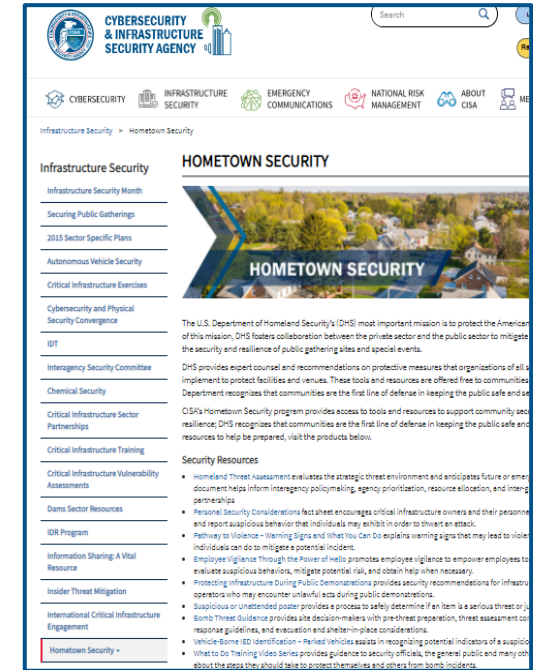 CYBERSECURITY
& INFRASTRUCTURE
SECURITY AGENCY
Search
CYBERSECURITY
INFRASTRUCTURE
SECURITY
EMERGENCY
COMMUNICATIONS
NATIONAL RISK
MANAGEMENT
ABOUT
CISA
Infrastructure Security > Hometown Security
Infrastructure Security
Infrastructure Security Month
Securing Public Gatherings
2015 Sector Specific Plans
Autonomous Vehicle Security
Critical Infrastructure Exercises
Cybersecurity and Physical
Security Convergence
IDT
Interagency Security Committee
Chemical Security
Critical Infrastructure Sector
Partnerships
Critical Infrastructure Training
Critical Infrastructure Vulnerability
Assessments
Dams Sector Resources
IDR Program
Information Sharing: A Vital
Resource
Insider Threat Mitigation
International Critical Infrastructure
Engagement
Hometown Security
HOMETOWN SECURITY
HOMETOWN SECURITY
The U.S. Department of Homeland Security's (DHS) most important mission is to protect the American
of this mission, DHS fosters collaboration between the private sector and the public sector to mitigate
the security and resilience of public gathering sites and special events.
DHS provides expert counsel and recommendations on protective measures that organizations of all s
implement to protect facilities and venues. These tools and resources are offered free to communities
Department recognizes that communities are the first line of defense in keeping the public safe and se
CISA's Hometown Security program provides access to tools and resources to support community secu
resilience; DHS recognizes that communities are the first line of defense in keeping the public safe and
resources to help be prepared, visit the products below.
Security Resources
• Homeland Threat Assessment evaluates the strategic threat environment and anticipates future or emer
document helps inform interagency policymaking, agency prioritization, resource allocation, and inter-g
partnerships
• Personal Security Considerations fact sheet encourages critical infrastructure owners and their personne
and report suspicious behavior that individuals may exhibit in order to thwart an attack.
• Pathway to Violence – Warning Signs and What You Can Do explains warning signs that may lead to violen
individuals can do to mitigate a potential incident.
• Employee Vigilance Through the Power of Hello promotes employee vigilance to empower employees to
evaluate suspicious behaviors, mitigate potential risk, and obtain help when necessary.
• Protecting Infrastructure During Public Demonstrations provides security recommendations for infrastru
operators who may encounter unlawful acts during public demonstrations.
• Suspicious or Unattended poster provides a process to safely determine if an item is a serious threat or ju
• Bomb Threat Guidance provides site decision-makers with pre-threat preparation, threat assessment con
response guidelines, and evacuation and shelter-in-place considerations.
• Vehicle-Borne IED Identification – Parked Vehicles assists in recognizing potential indicators of a suspicio
• What to Do Training Video Series provides guidance to security officials, the general public and many oth
about the steps they should take to protect themselves and others from bomb incidents.